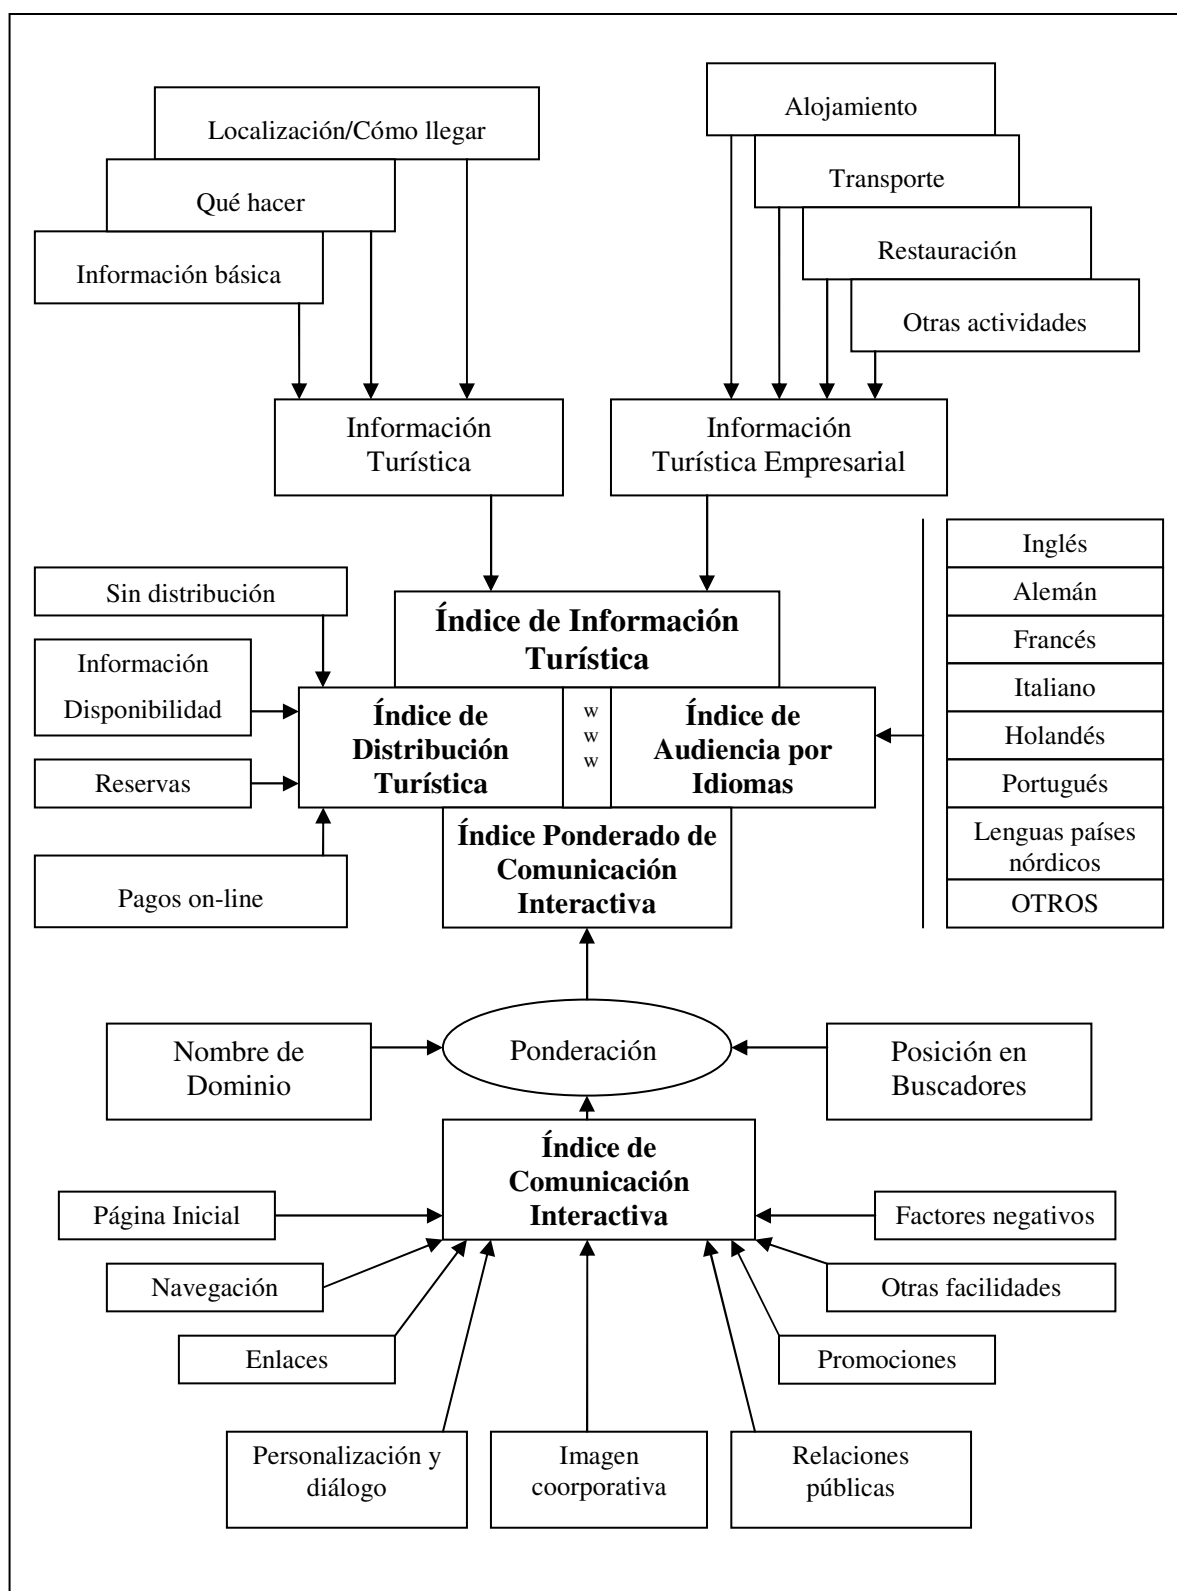 Localización/Cómo llegar
Qué hacer
Información básica
Alojamiento
Transporte
Restauración
Otras actividades
Información
Turística
Información
Turística Empresarial
Sin distribución
Información
Disponibilidad
Reservas
Pagos on-line
Índice de Información
Turística
Índice de
Distribución
Turística
w
w
w
Índice de
Audiencia por
Idiomas
Índice Ponderado de
Comunicación
Interactiva
Inglés
Alemán
Francés
Italiano
Holandés
Portugués
Lenguas países
nórdicos
OTROS
Nombre de
Dominio
Ponderación
Posición en
Buscadores
Índice de
Comunicación
Interactiva
Página Inicial
Navegación
Enlaces
Personalización y
diálogo
Imagen
coorporativa
Relaciones
públicas
Promociones
Otras facilidades
Factores negativos